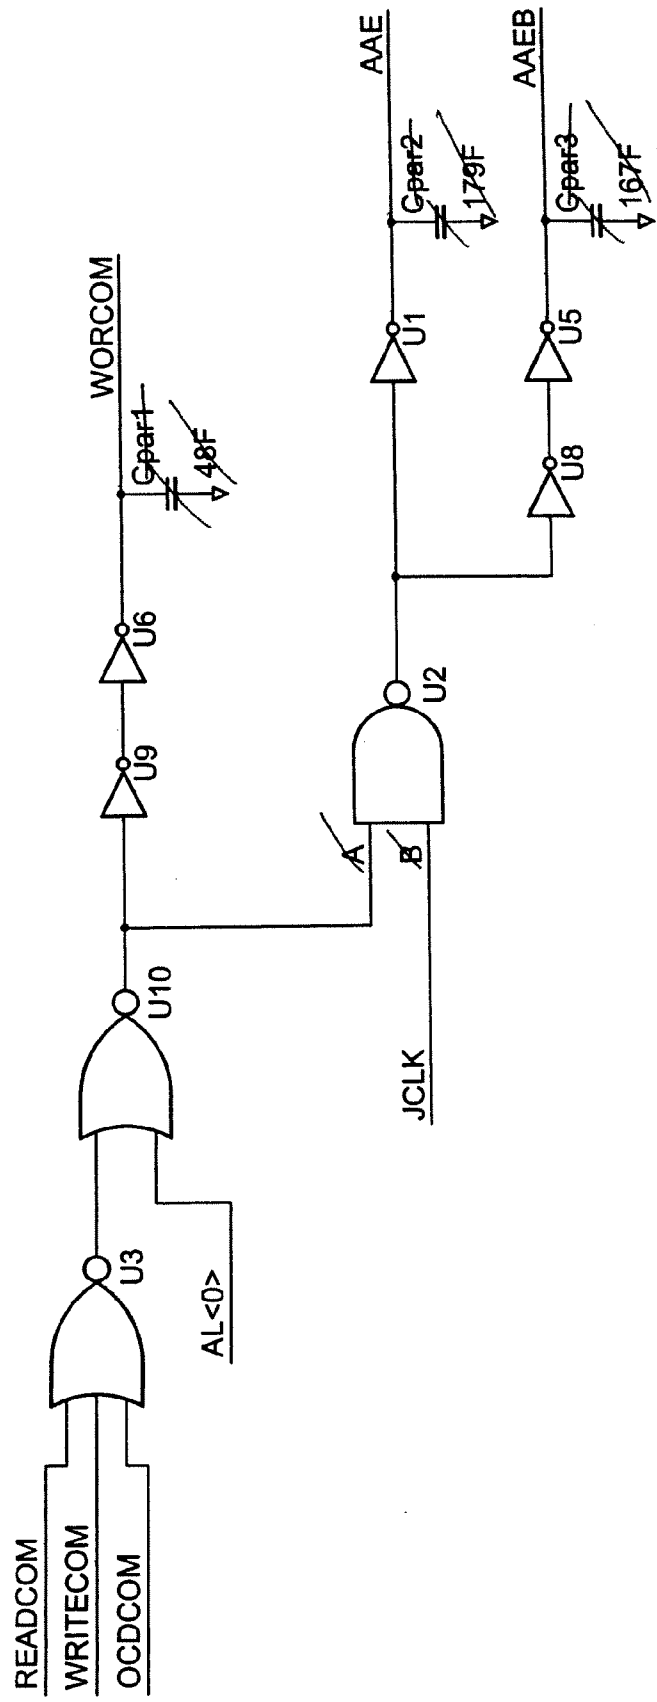 READCOM
WRITECOM
OCDCOM
AL<0>
U3
U10
JCLK
A
B
U9
U6
Cpar1
48F
WORCOM
U2
U1
Cpar2
179F
AAE
U8
U5
Cpar3
167F
AAEB